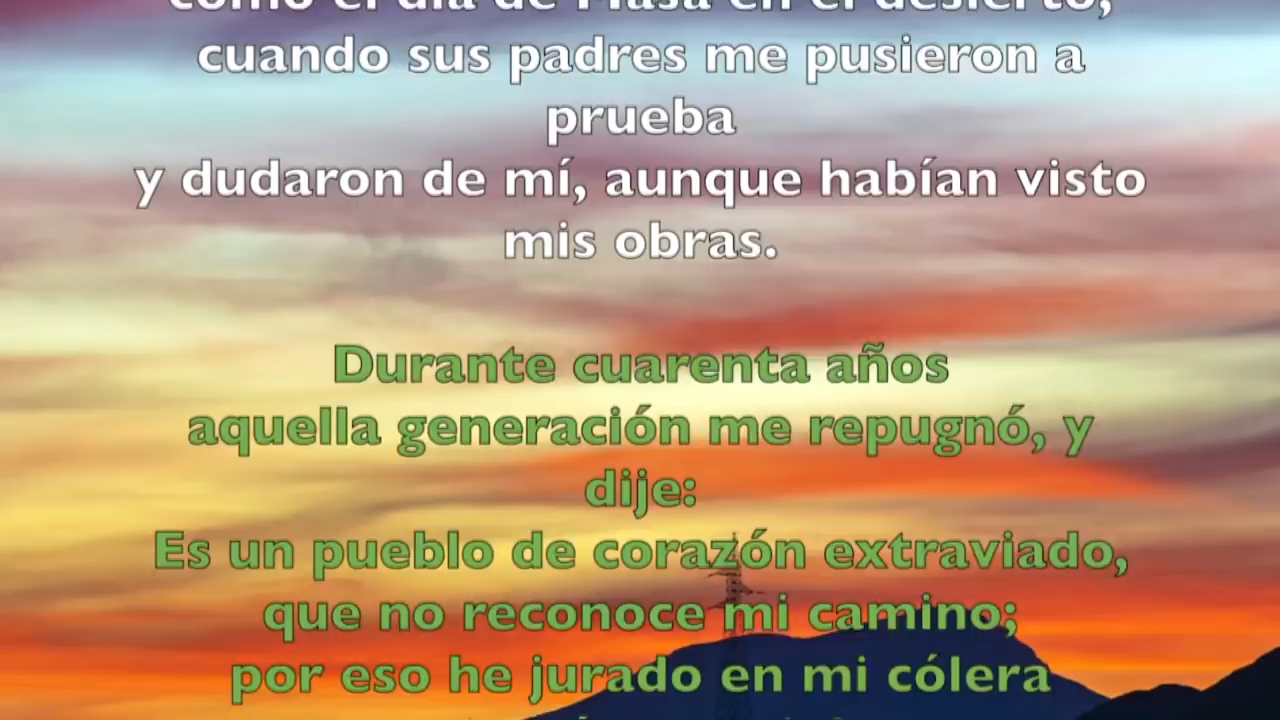 como el día de Masá en el desierto,
cuando sus padres me pusieron a
prueba
y dudaron de mí, aunque habían visto
mis obras.
Durante cuarenta años
aquella generación me repugnó, y
dije:
Es un pueblo de corazón extraviado,
que no reconoce mi camino;
por eso he jurado en mi cólera